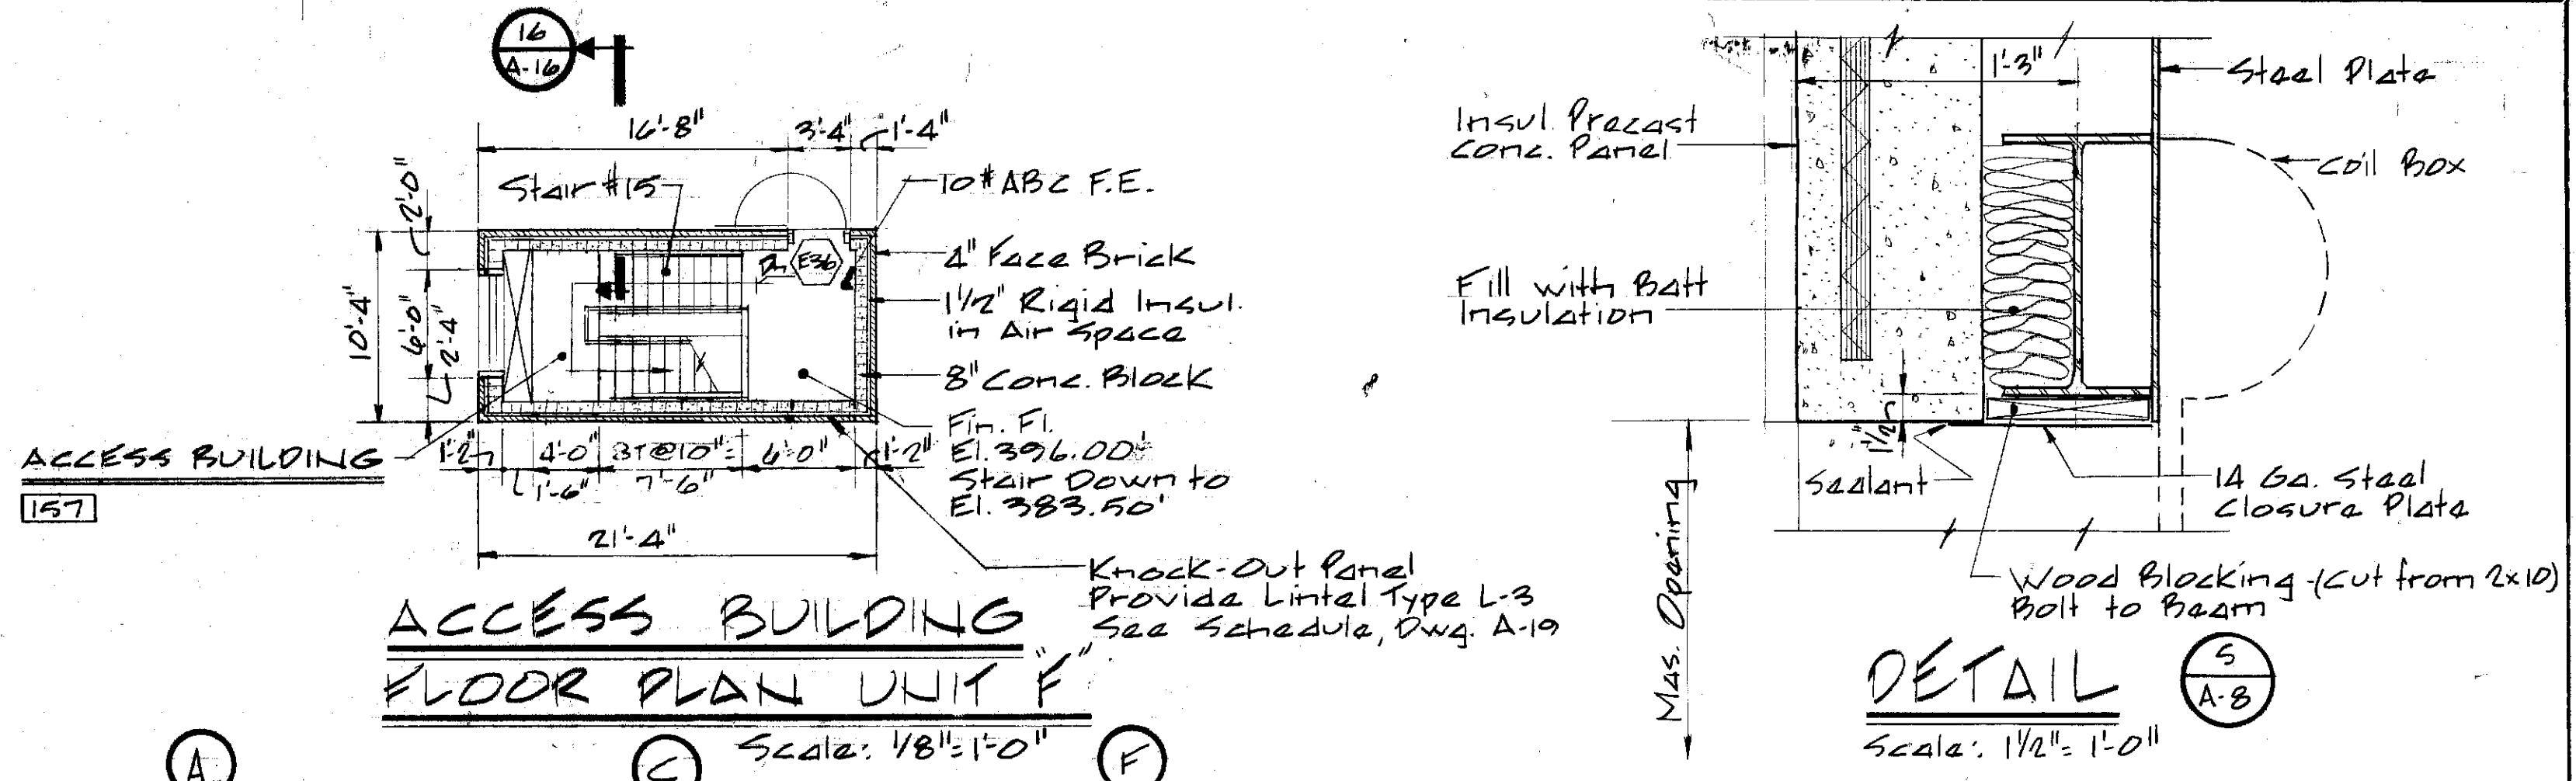 16
A-16
16'-8"
3'-4"
1'-4"
Stair #15
10# ABC F.E.
2'-0"
10'-4"
6'-0"
2'-4"
Dn
E36
4" Face Brick
1 1/2" Rigid Insul.
in Air Space
8" Conc. Block
Fin. Fl.
El. 396.00'
Stair Down to
El. 383.50'
ACCESS BUILDING
157
1'-2"
1'-6"
4'-0"
@10"=
7'-6"
6'-0"
1'-2"
21'-4"
Knock-Out Panel
Provide Lintel Type L-3
See Schedule, Dwg. A-19
ACCESS BUILDING
FLOOR PLAN UNIT "F"
Scale: 1/8"=1'-0"
A
C
F
1'-3"
Steel Plate
Insul. Precast
Conc. Panel
Coil Box
Fill with Batt
Insulation
1 1/2"
Sealant
14 Ga. Steel
Closure Plate
Mas. Opening
Wood Blocking-(Cut from 2x10)
Bolt to Beam
DETAIL
5
A-8
Scale: 1 1/2"=1'-0"